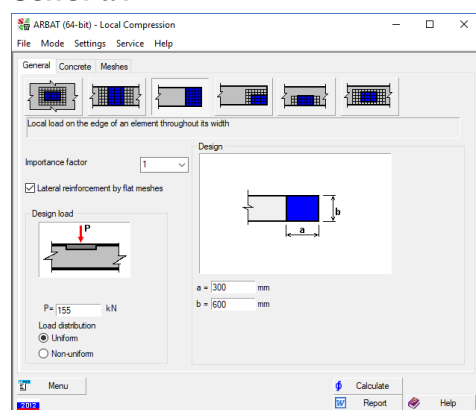 ARBAT (64-bit) - Local Compression
File Mode Settings Service Help
General Concrete Meshes
Local load on the edge of an element throughout its width
Importance factor 1
Lateral reinforcement by flat meshes
Design load
P
P= 155 kN
Load distribution
Uniform
Non-uniform
Design
b
a
a = 300 mm
b = 600 mm
Menu
Calculate
2012
Report
Help